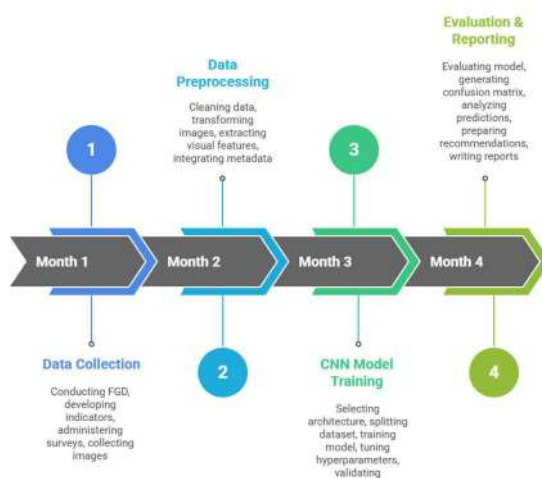 Evaluation &
Reporting
Evaluating model,
generating
confusion matrix,
analyzing
predictions,
preparing
recommendations,
writing reports
Data
Preprocessing
Cleaning data,
transforming
images, extracting
visual features,
integrating metadata
1
3
Month 1
Month 2
Month 3
Month 4
Data Collection
Conducting FGD,
developing
indicators,
administering
surveys, collecting
images
2
CNN Model
Training
Selecting
architecture, splitting
dataset, training
model, tuning
hyperparameters,
validating
4